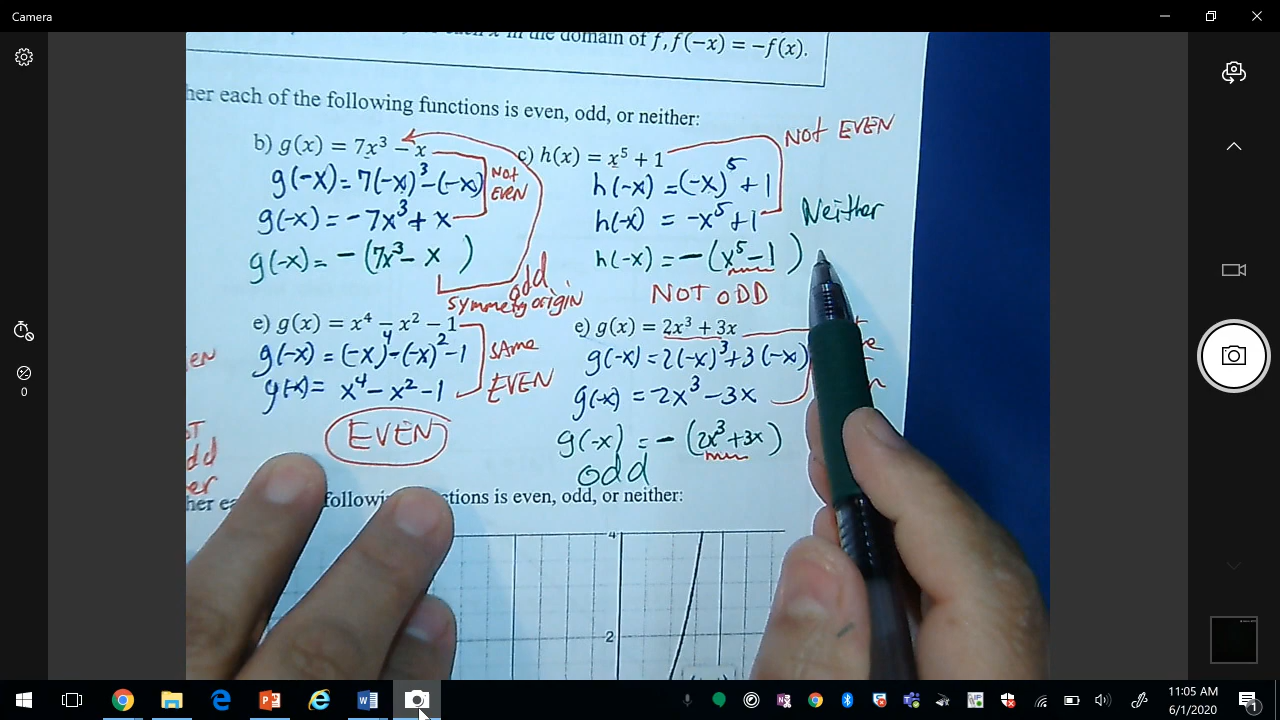 Camera
in the domain of f, f(−x) = −f(x).
her each of the following functions is even, odd, or neither:
b) g(x) = 7x³ − x
g(-x) = 7(-x)³-(-x)
g(-x) = -7x³ + x
g(-x) = - (7x³ - x )
NOT
EVEN
odd
symmetry origin
c) h(x) = x⁵ + 1
NOT EVEN
h(-x) = (-x)⁵ + 1
h(-x) = -x⁵ + 1
Neither
h(-x) = - (x⁵ - 1 )
NOT ODD
e) g(x) = x⁴ − x² − 1
g(-x) = (-x)⁴-(-x)²-1
g(-x) = x⁴ - x² - 1
SAME
EVEN
EVEN
e) g(x) = 2x³ + 3x
g(-x) = 2(-x)³+3(-x)
g(-x) = 2x³ - 3x
g(-x) = - (2x³+3x)
odd
following functions is even, odd, or neither:
4
2
0
11:05 AM
6/1/2020